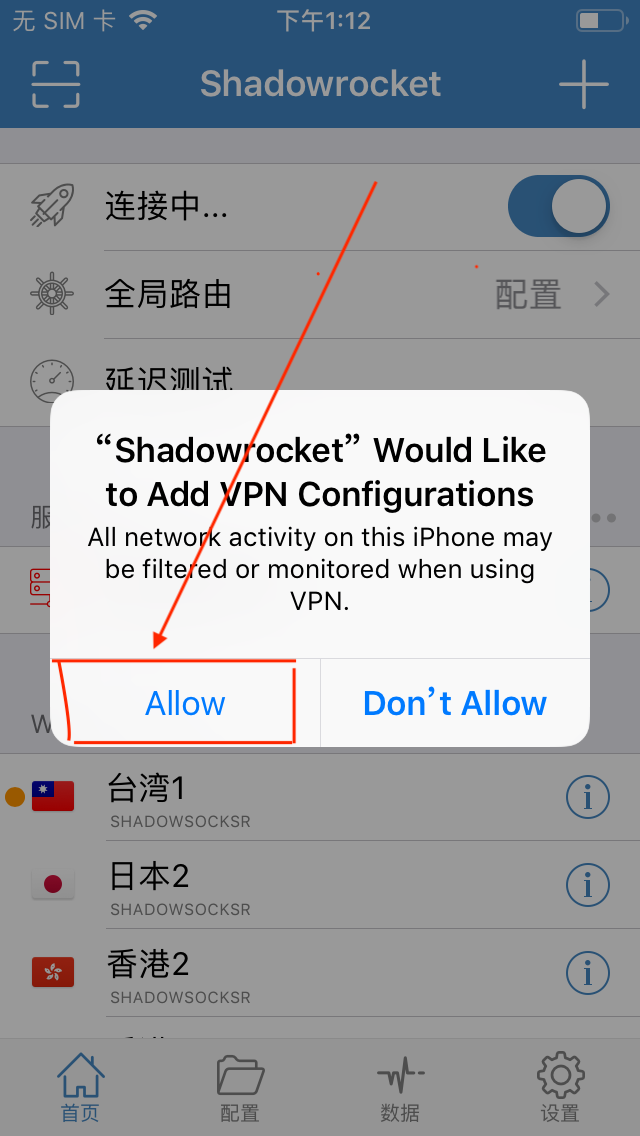 无 SIM 卡 下午1:12
Shadowrocket
连接中...
全局路由 配置
延迟测试
“Shadowrocket” Would Like
to Add VPN Configurations
All network activity on this iPhone may
be filtered or monitored when using
VPN.
服
Allow Don’t Allow
W
台湾1
SHADOWSOCKSR
日本2
SHADOWSOCKSR
香港2
SHADOWSOCKSR
首页 配置 数据 设置